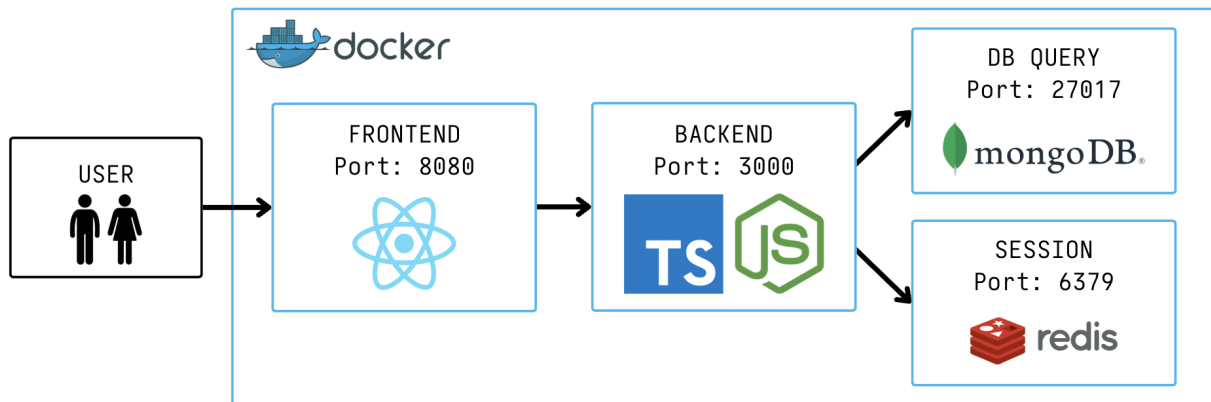 docker
USER
FRONTEND
Port: 8080
BACKEND
Port: 3000
TS
JS
DB QUERY
Port: 27017
mongoDB®
SESSION
Port: 6379
redis